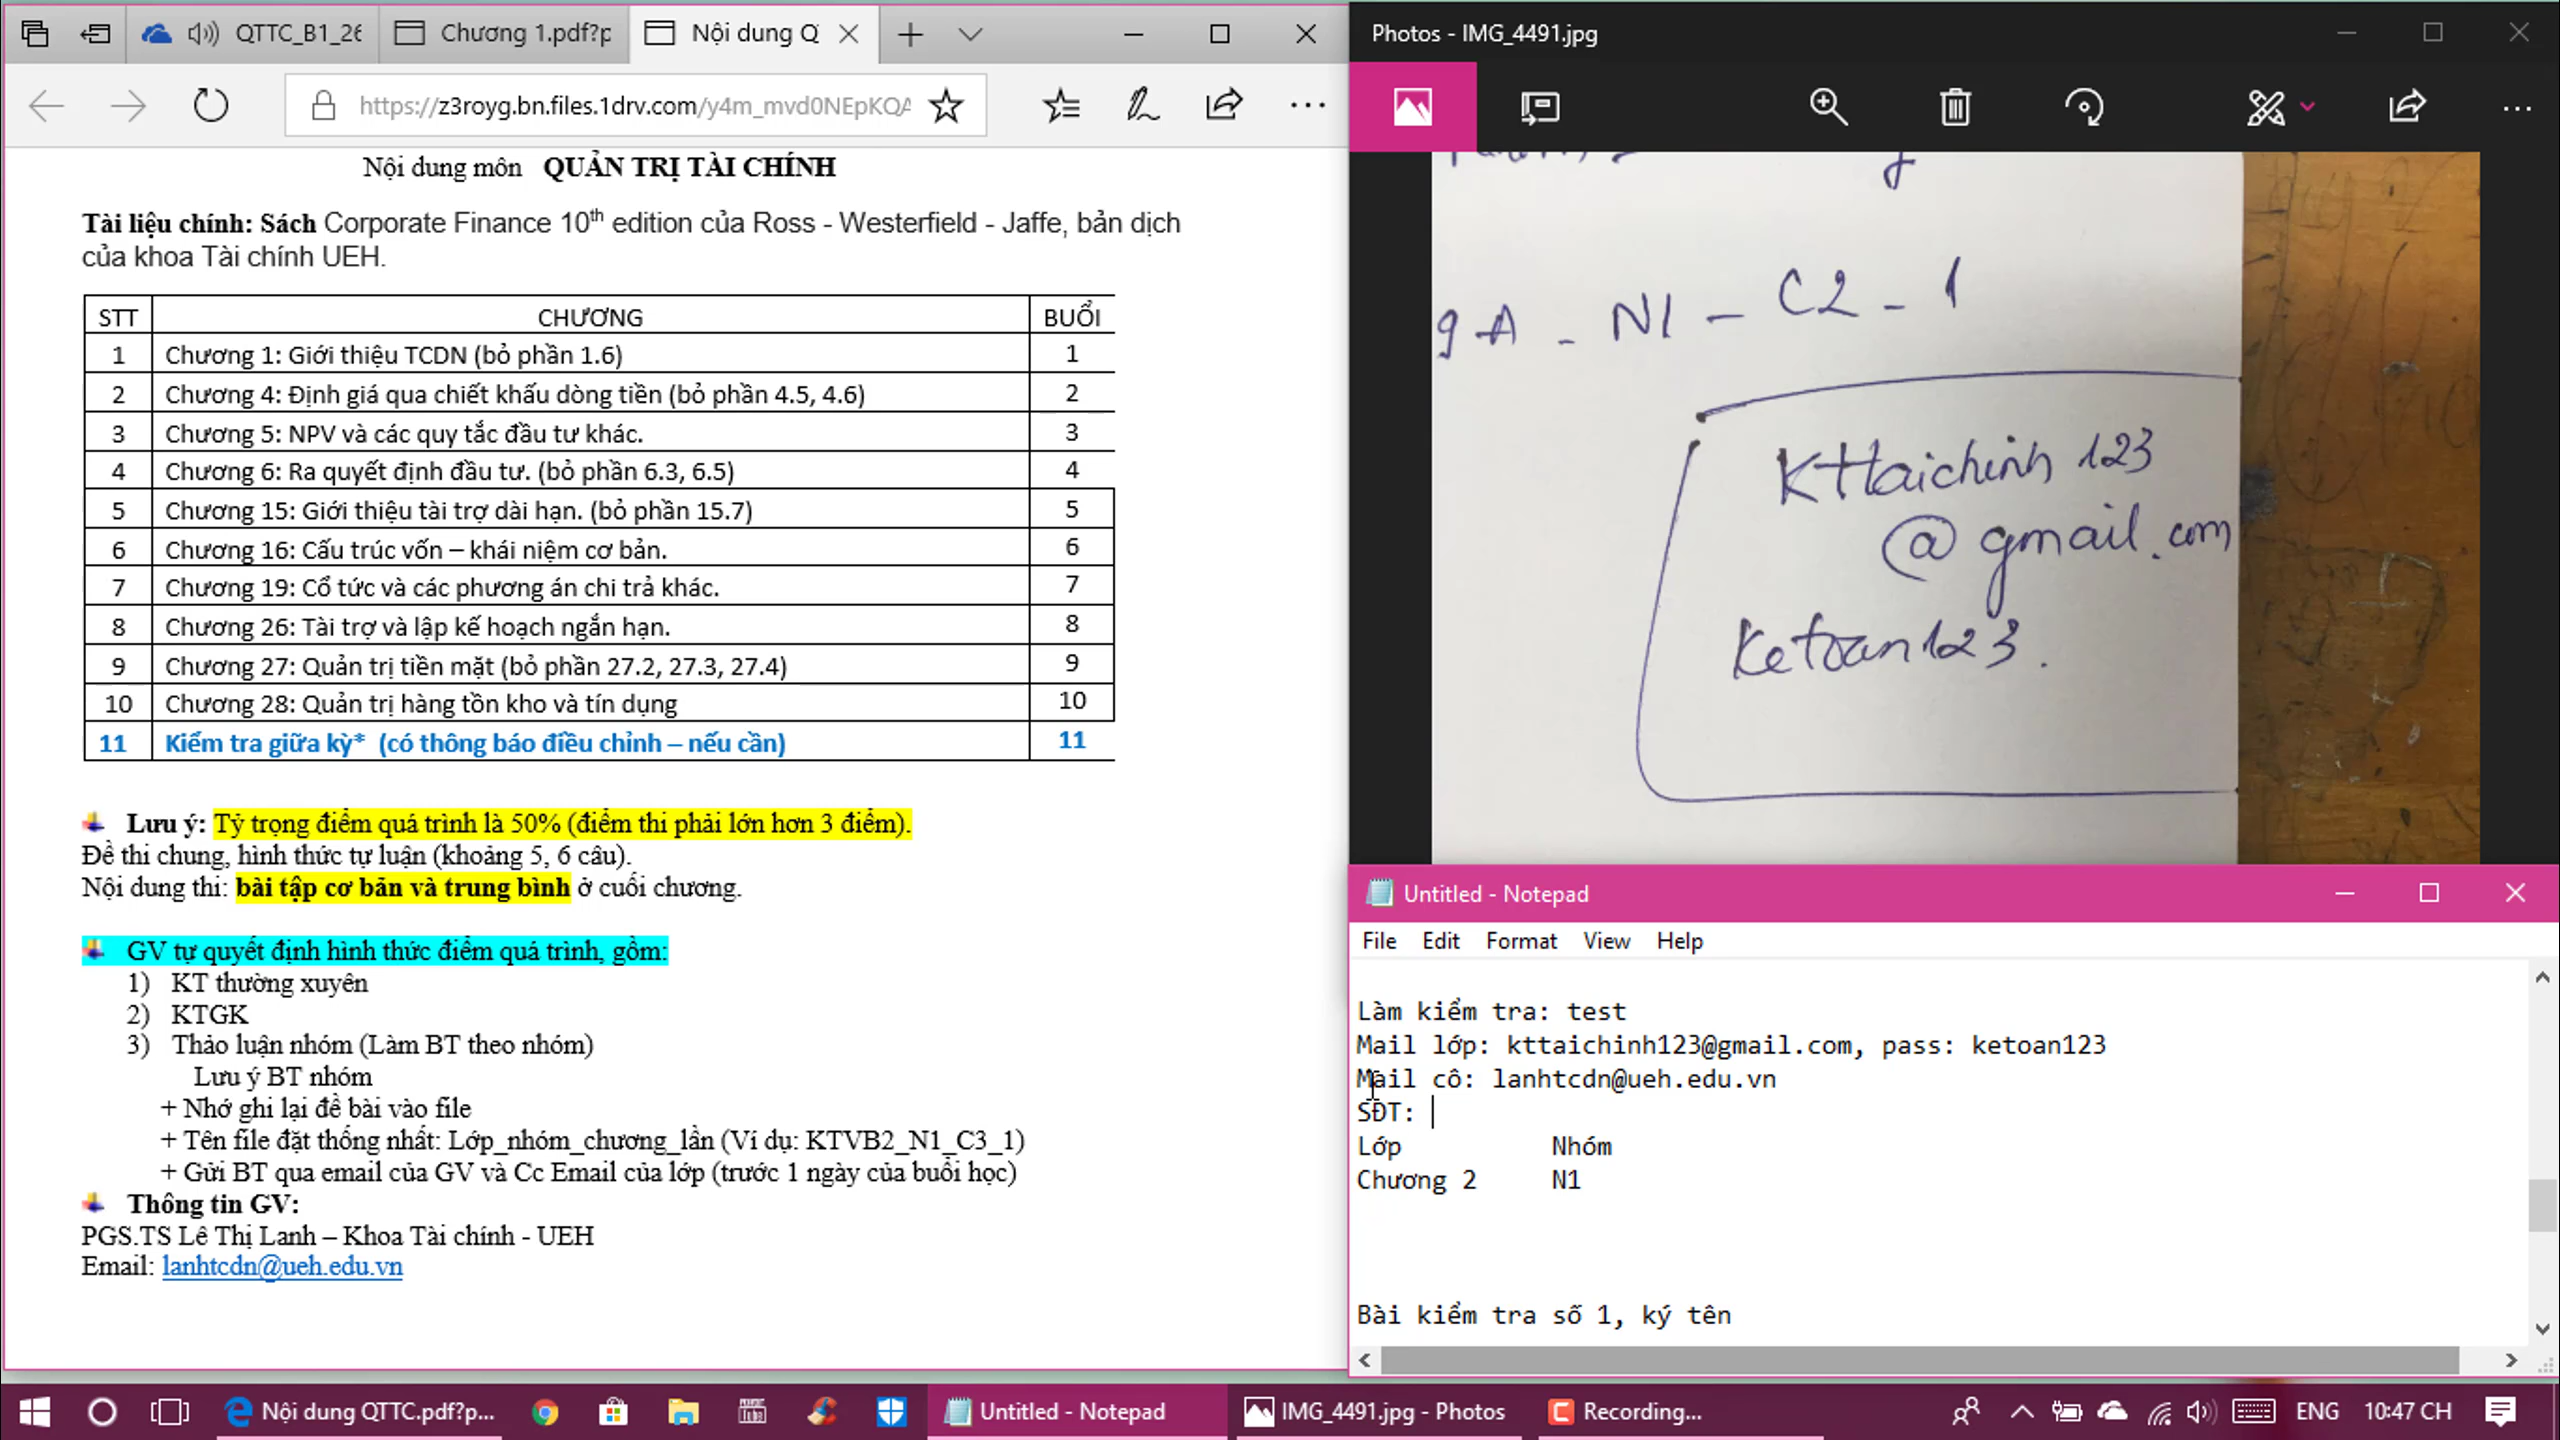 QTTC_B1_26
Chương 1.pdf?p
Nội dung Q
https://z3royg.bn.files.1drv.com/y4m_mvd0NEpKQA
Nội dung môn QUẢN TRỊ TÀI CHÍNH
Tài liệu chính: Sách Corporate Finance 10th edition của Ross - Westerfield - Jaffe, bản dịch
của khoa Tài chính UEH.
STT CHƯƠNG BUỔI
1 Chương 1: Giới thiệu TCDN (bỏ phần 1.6) 1
2 Chương 4: Định giá qua chiết khấu dòng tiền (bỏ phần 4.5, 4.6) 2
3 Chương 5: NPV và các quy tắc đầu tư khác. 3
4 Chương 6: Ra quyết định đầu tư. (bỏ phần 6.3, 6.5) 4
5 Chương 15: Giới thiệu tài trợ dài hạn. (bỏ phần 15.7) 5
6 Chương 16: Cấu trúc vốn – khái niệm cơ bản. 6
7 Chương 19: Cổ tức và các phương án chi trả khác. 7
8 Chương 26: Tài trợ và lập kế hoạch ngắn hạn. 8
9 Chương 27: Quản trị tiền mặt (bỏ phần 27.2, 27.3, 27.4) 9
10 Chương 28: Quản trị hàng tồn kho và tín dụng 10
11 Kiểm tra giữa kỳ* (có thông báo điều chỉnh – nếu cần) 11
Lưu ý: Tỷ trọng điểm quá trình là 50% (điểm thi phải lớn hơn 3 điểm).
Đề thi chung, hình thức tự luận (khoảng 5, 6 câu).
Nội dung thi: bài tập cơ bản và trung bình ở cuối chương.
GV tự quyết định hình thức điểm quá trình, gồm:
1) KT thường xuyên
2) KTGK
3) Thảo luận nhóm (Làm BT theo nhóm)
Lưu ý BT nhóm
+ Nhớ ghi lại đề bài vào file
+ Tên file đặt thống nhất: Lớp_nhóm_chương_lần (Ví dụ: KTVB2_N1_C3_1)
+ Gửi BT qua email của GV và Cc Email của lớp (trước 1 ngày của buổi học)
Thông tin GV:
PGS.TS Lê Thị Lanh – Khoa Tài chính - UEH
Email: lanhtcdn@ueh.edu.vn
Photos - IMG_4491.jpg
9A - N1 - C2 - 1
Kttaichinh 123
@gmail.com
Ketoan123.
Untitled - Notepad
File Edit Format View Help
Làm kiểm tra: test
Mail lớp: kttaichinh123@gmail.com, pass: ketoan123
Mail cô: lanhtcdn@ueh.edu.vn
SĐT:
Lớp Nhóm
Chương 2 N1
Bài kiểm tra số 1, ký tên
Nội dung QTTC.pdf?p...
Untitled - Notepad
IMG_4491.jpg - Photos
Recording...
ENG
10:47 CH